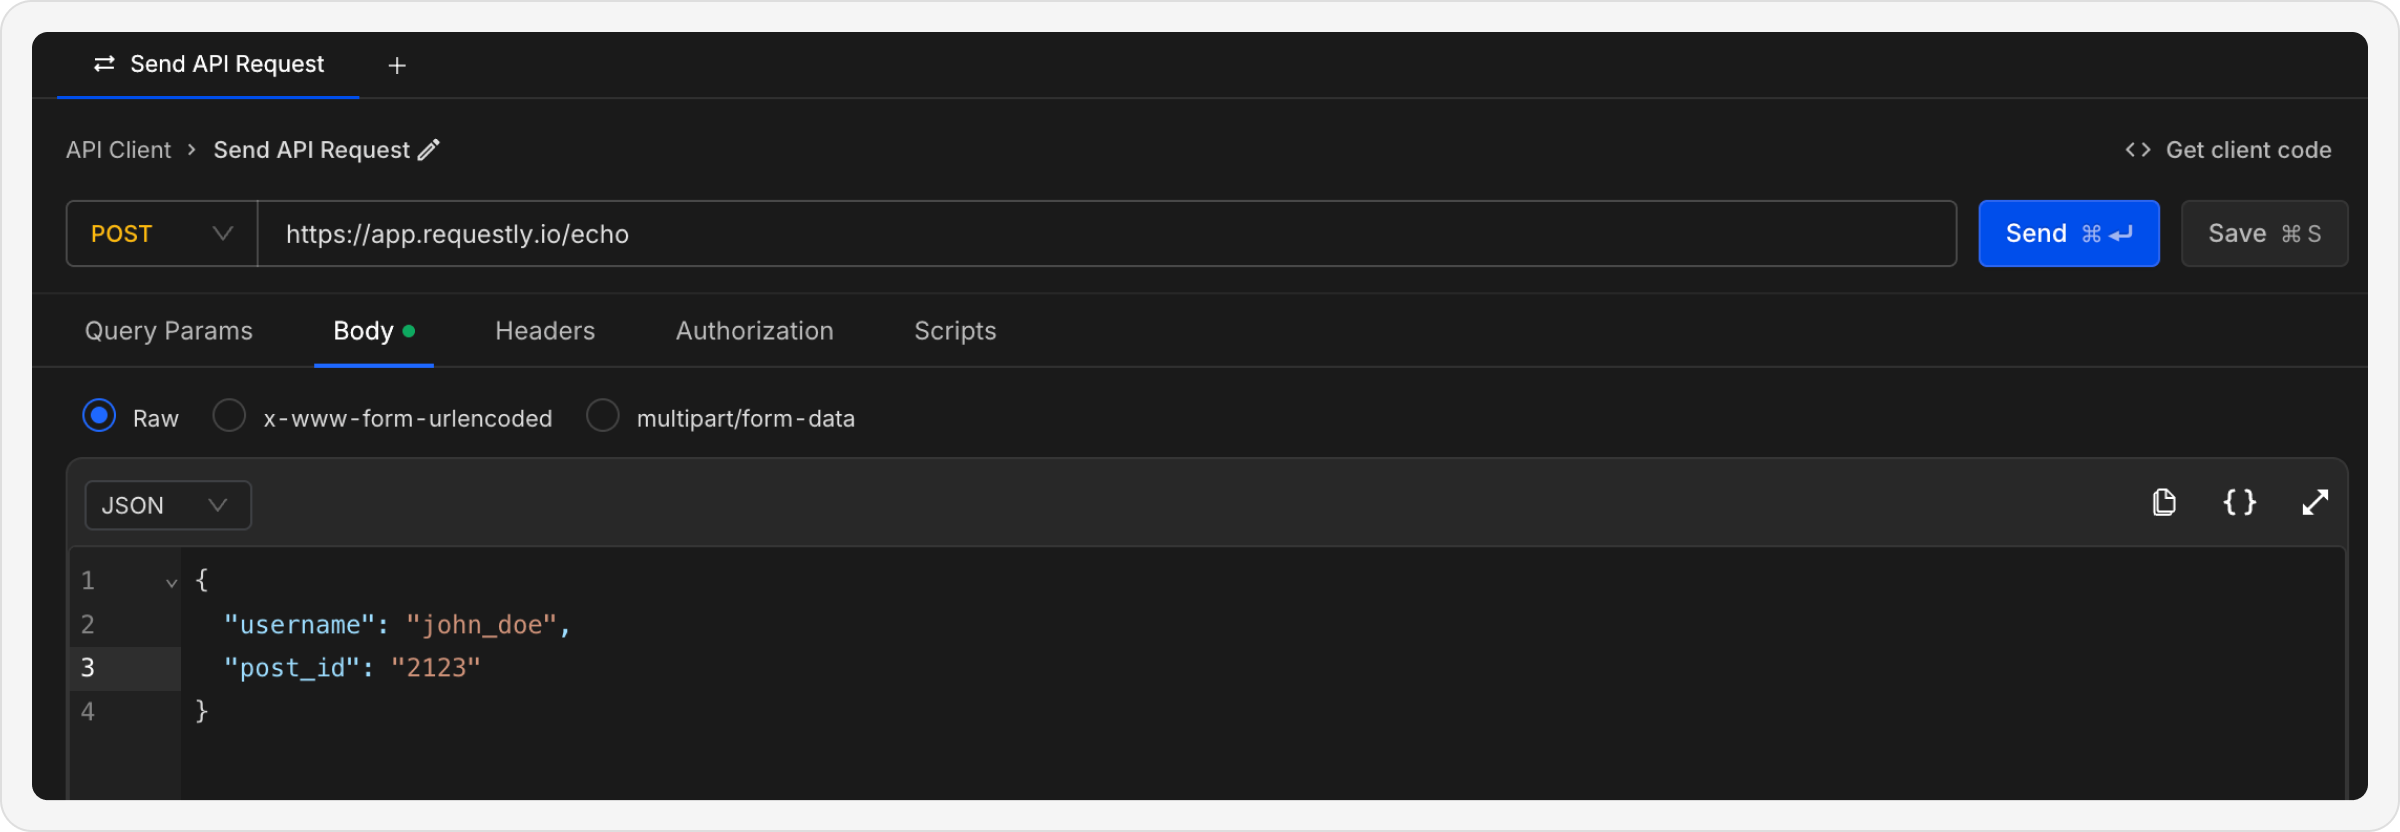 Send API Request +
API Client > Send API Request
<> Get client code
POST https://app.requestly.io/echo Send ⌘ ↵ Save ⌘ S
Query Params Body Headers Authorization Scripts
Raw x-www-form-urlencoded multipart/form-data
JSON {}
1 {
2 "username": "john_doe",
3 "post_id": "2123"
4 }